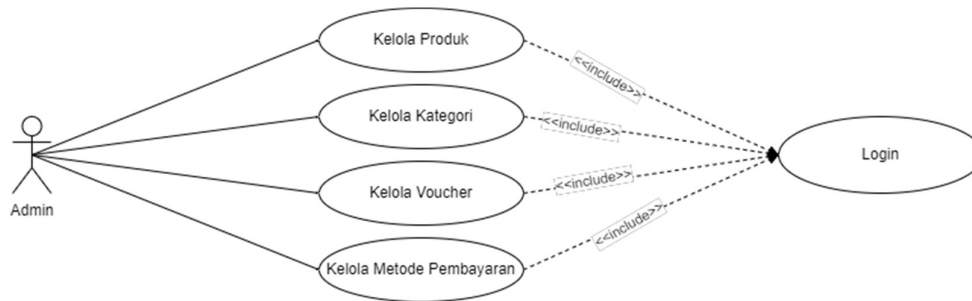 Kelola Produk
<<include>>
Kelola Kategori
<<include>>
Login
Kelola Voucher
<<include>>
Admin
<<include>>
Kelola Metode Pembayaran